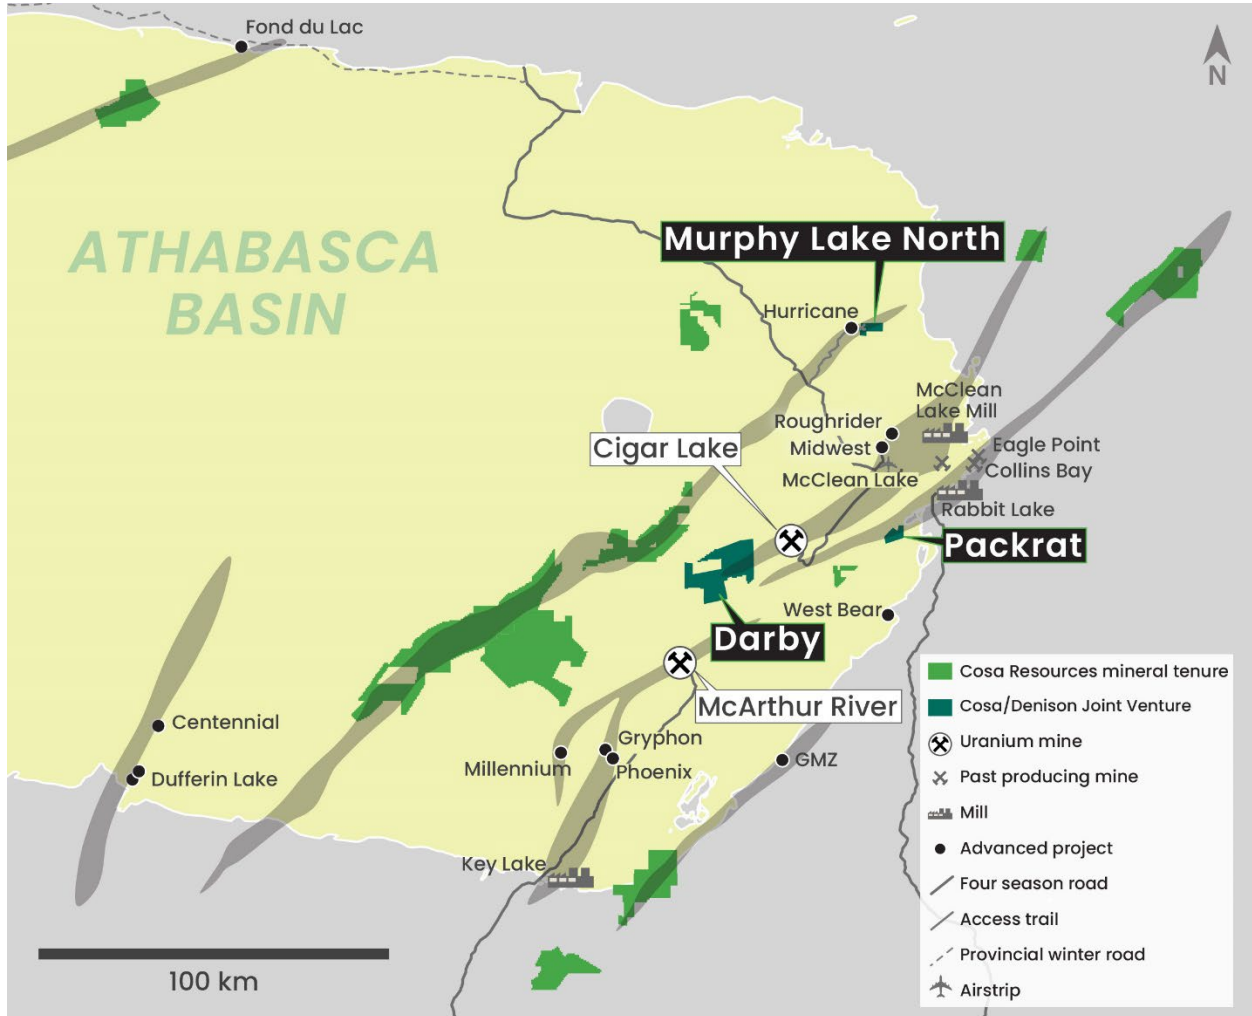 Fond du Lac
N
ATHABASCA
BASIN
Murphy Lake North
Hurricane
McClean
Lake Mill
Roughrider
Midwest
McClean Lake
Eagle Point
Collins Bay
Rabbit Lake
Cigar Lake
Packrat
West Bear
Darby
McArthur River
Centennial
Dufferin Lake
Gryphon
Millennium
Phoenix
GMZ
Key Lake
100 km
Cosa Resources mineral tenure
Cosa/Denison Joint Venture
Uranium mine
Past producing mine
Mill
Advanced project
Four season road
Access trail
Provincial winter road
Airstrip